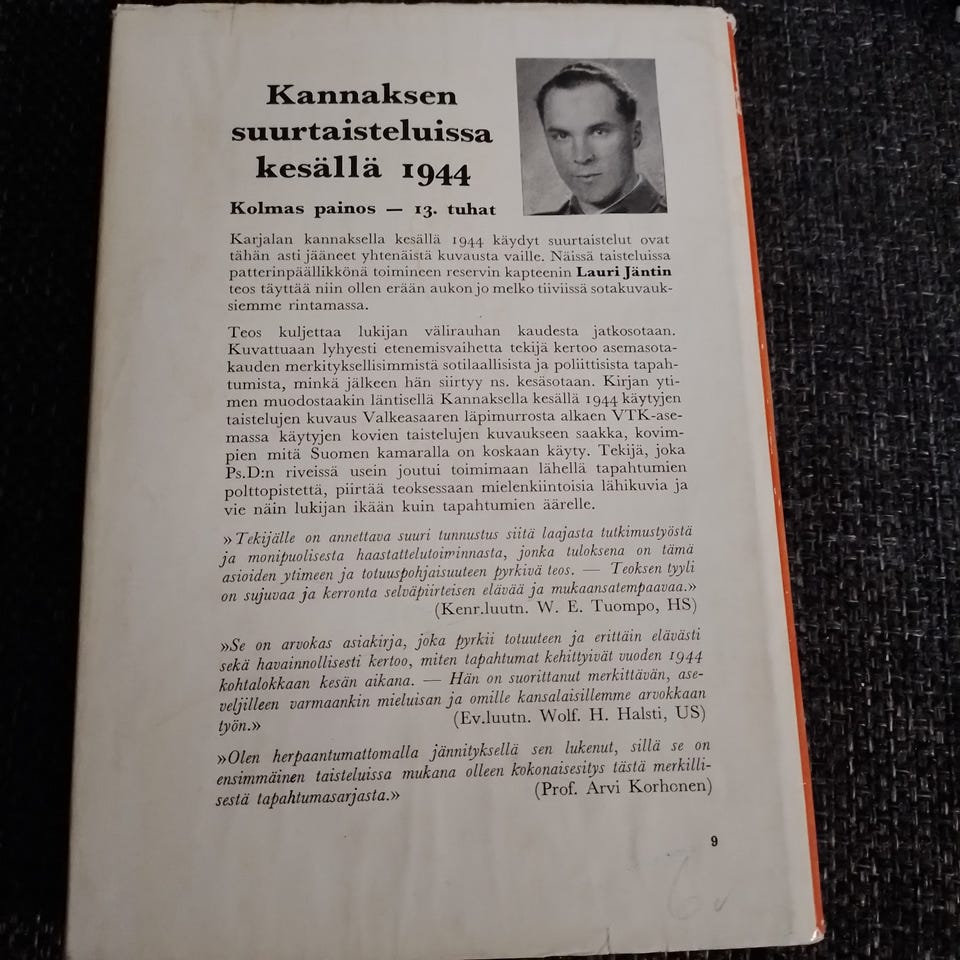 Kannaksen
suurtaisteluissa
kesällä 1944
Kolmas painos — 13. tuhat
Karjalan kannaksella kesällä 1944 käydyt suurtaistelut ovat
tähän asti jääneet yhtenäistä kuvausta vaille. Näissä taisteluissa
patterinpäällikkönä toimineen reservin kapteenin Lauri Jäntin
teos täyttää niin ollen erään aukon jo melko tiiviissä sotakuvauk-
siemme rintamassa.
Teos kuljettaa lukijan välirauhan kaudesta jatkosotaan.
Kuvattuaan lyhyesti etenemisvaihetta tekijä kertoo asemasota-
kauden merkityksellisimmistä sotilaallisista ja poliittisista tapah-
tumista, minkä jälkeen hän siirtyy ns. kesäsotaan. Kirjan yti-
men muodostaakin läntisellä Kannaksella kesällä 1944 käytyjen
taistelujen kuvaus Valkeasaaren läpimurrosta alkaen VTK-ase-
massa käytyjen kovien taistelujen kuvaukseen saakka, kovim-
pien mitä Suomen kamaralla on koskaan käyty. Tekijä, joka
Ps.D:n riveissä usein joutui toimimaan lähellä tapahtumien
polttopistettä, piirtää teoksessaan mielenkiintoisia lähikuvia ja
vie näin lukijan ikään kuin tapahtumien äärelle.
»Tekijälle on annettava suuri tunnustus siitä laajasta tutkimustyöstä
ja monipuolisesta haastattelutoiminnasta, jonka tuloksena on tämä
asioiden ytimeen ja totuuspohjaisuuteen pyrkivä teos. — Teoksen tyyli
on sujuvaa ja kerronta selväpiirteisen elävää ja mukaansatempaavaa.»
(Kenr.luutn. W. E. Tuompo, HS)
»Se on arvokas asiakirja, joka pyrkii totuuteen ja erittäin elävästi
sekä havainnollisesti kertoo, miten tapahtumat kehittyivät vuoden 1944
kohtalokkaan kesän aikana. — Hän on suorittanut merkittävän, ase-
veljilleen varmaankin mieluisan ja omille kansalaisillemme arvokkaan
työn.» (Ev.luutn. Wolf. H. Halsti, US)
»Olen herpaantumattomalla jännityksellä sen lukenut, sillä se on
ensimmäinen taisteluissa mukana olleen kokonaisesitys tästä merkilli-
sestä tapahtumasarjasta.» (Prof. Arvi Korhonen)
9